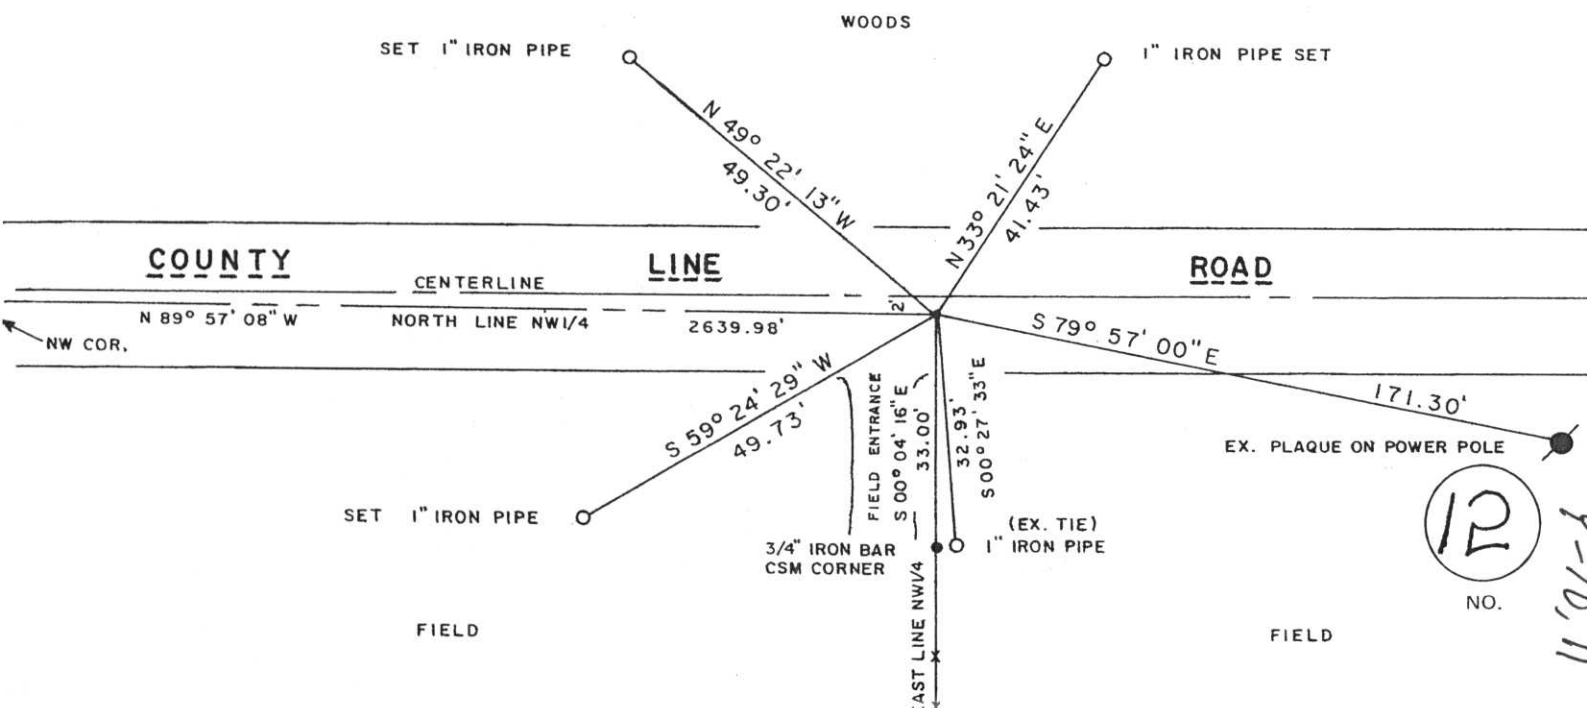 WOODS
SET 1" IRON PIPE
1" IRON PIPE SET
N 49° 22' 13" W
49.30'
N 33° 21' 24" E
41.43'
COUNTY LINE ROAD
CENTERLINE
N 89° 57' 08" W NORTH LINE NW1/4 2639.98'
2'
NW COR.
S 79° 57' 00" E
171.30'
EX. PLAQUE ON POWER POLE
S 59° 24' 29" W
49.73'
FIELD ENTRANCE
S 00° 04' 16" E
33.00'
32.93'
S 00° 27' 33" E
SET 1" IRON PIPE
3/4" IRON BAR
CSM CORNER
(EX. TIE)
1" IRON PIPE
EAST LINE NW1/4
12
NO.
FIELD
FIELD